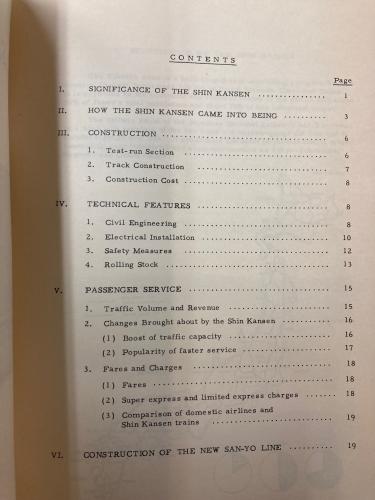 CONTENTS
Page
I. SIGNIFICANCE OF THE SHIN KANSEN ................ 1
II. HOW THE SHIN KANSEN CAME INTO BEING .......... 3
III. CONSTRUCTION ................ 6
1. Test-run Section ................ 6
2. Track Construction ................ 7
3. Construction Cost ................ 8
IV. TECHNICAL FEATURES ................ 8
1. Civil Engineering ................ 8
2. Electrical Installation ................ 10
3. Safety Measures ................ 12
4. Rolling Stock ................ 13
V. PASSENGER SERVICE ................ 15
1. Traffic Volume and Revenue ................ 15
2. Changes Brought about by the Shin Kansen ................ 16
(1) Boost of traffic capacity ................ 16
(2) Popularity of faster service ................ 17
3. Fares and Charges ................ 18
(1) Fares ................ 18
(2) Super express and limited express charges ........ 18
(3) Comparison of domestic airlines and
Shin Kansen trains ................ 19
VI. CONSTRUCTION OF THE NEW SAN-YO LINE .......... 19